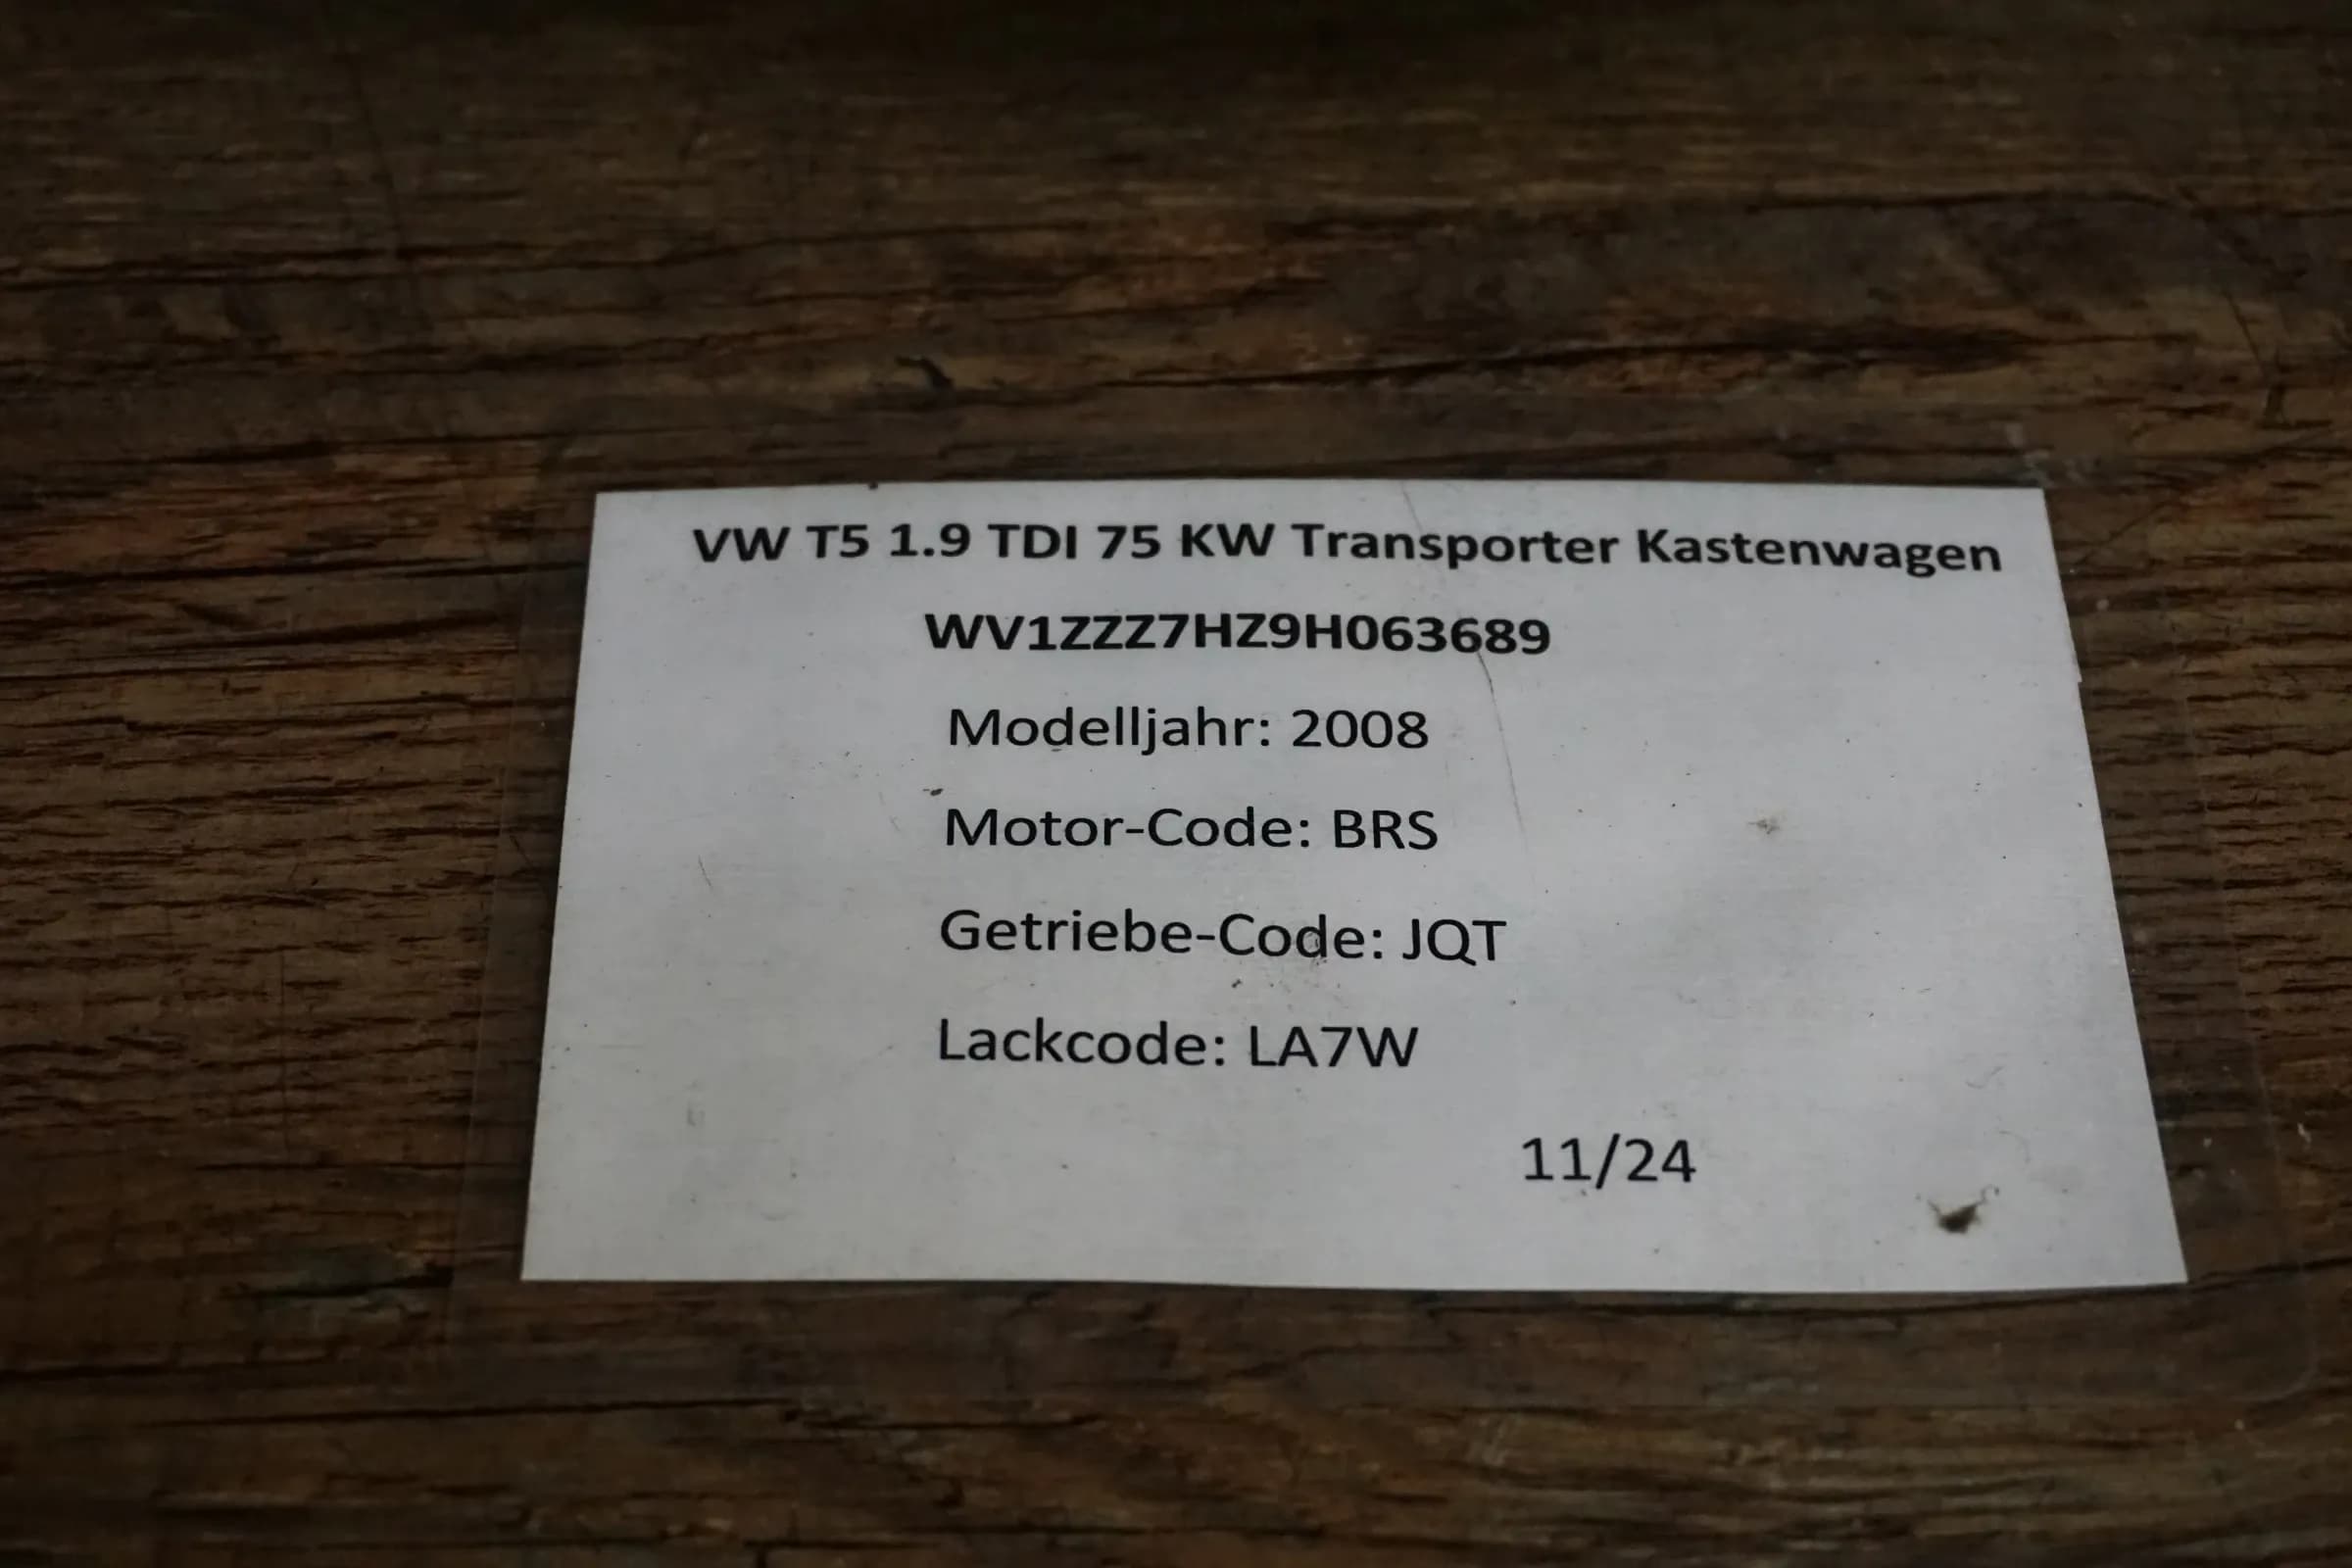 VW T5 1.9 TDI 75 KW Transporter Kastenwagen
WV1ZZZ7HZ9H063689
Modelljahr: 2008
Motor-Code: BRS
Getriebe-Code: JQT
Lackcode: LA7W
11/24